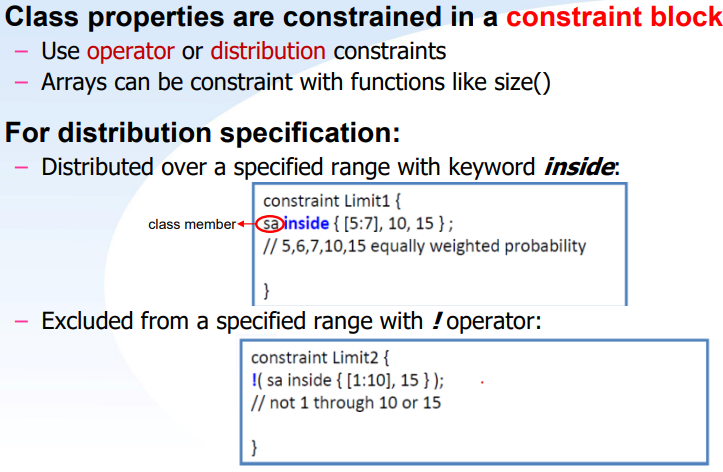 Class properties are constrained in a constraint block
– Use operator or distribution constraints
– Arrays can be constraint with functions like size()
For distribution specification:
– Distributed over a specified range with keyword inside:
constraint Limit1 {
class member sa inside { [5:7], 10, 15 } ;
// 5,6,7,10,15 equally weighted probability
}
– Excluded from a specified range with ! operator:
constraint Limit2 {
!( sa inside { [1:10], 15 } );
// not 1 through 10 or 15
}